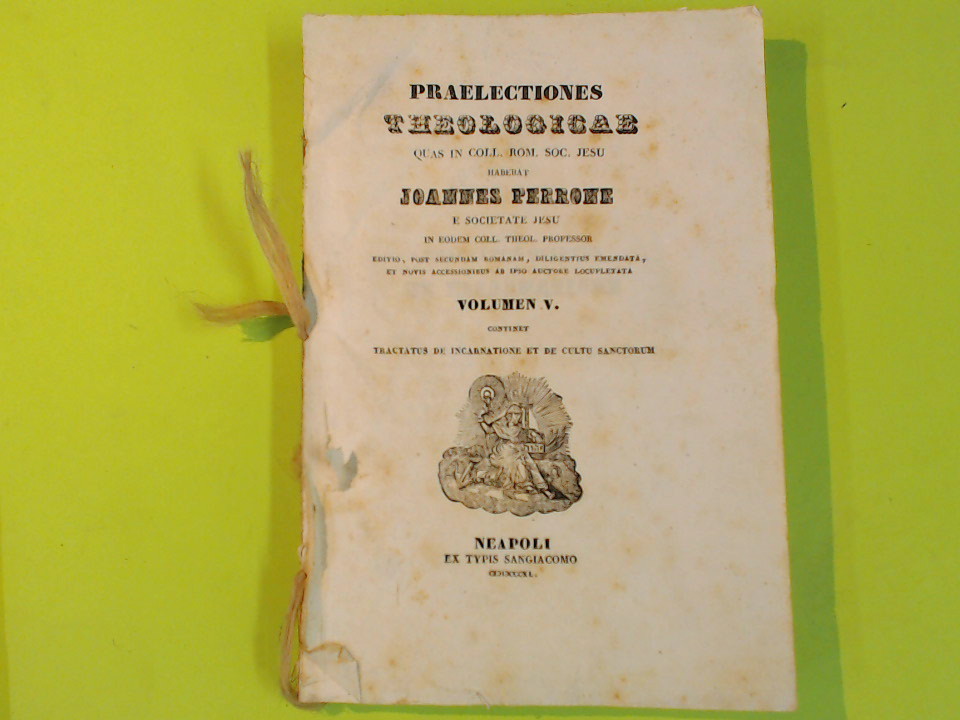 PRAELECTIONES
THEOLOGICAE
QUAS IN COLL. ROM. SOC. JESU
HABEBAT
JOANNES PERRONE
E SOCIETATE JESU
IN EODEM COLL. THEOL. PROFESSOR
EDITIO, POST SECUNDAM ROMANAM, DILIGENTIUS EMENDATA,
ET NOVIS ACCESSIONIBUS AB IPSO AUCTORE LOCUPLETATA
VOLUMEN V.
CONTINET
TRACTATUS DE INCARNATIONE ET DE CULTU SANCTORUM
NEAPOLI
EX TYPIS SANGIACOMO